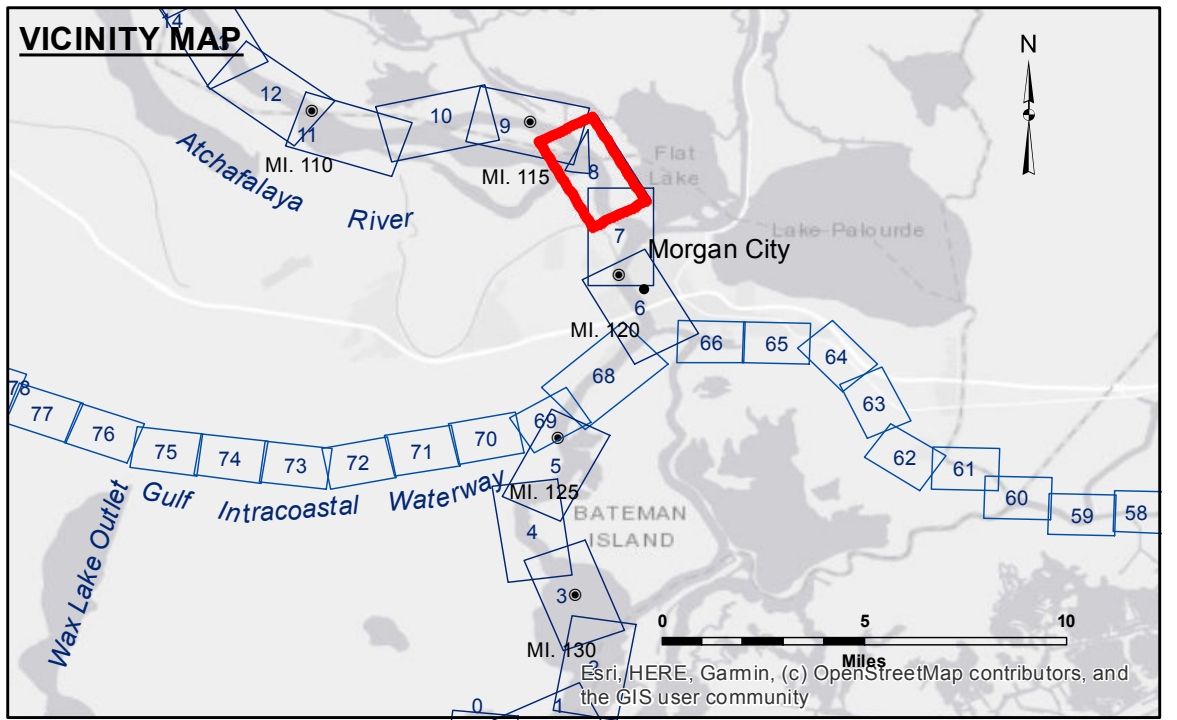 VICINITY MAP
N
14
12
11
10
9
8
7
6
MI. 110
MI. 115
Atchafalaya
River
Flat
Lake
Lake Palourde
Morgan City
MI. 120
66
65
64
63
62
61
60
59
58
68
69
70
71
72
73
74
75
76
77
78
5
4
3
2
1
0
Gulf
Intracoastal
Waterway
Wax Lake Outlet
MI. 125
BATEMAN
ISLAND
MI. 130
0 5 10
Miles
Esri, HERE, Garmin, (c) OpenStreetMap contributors, and
the GIS user community